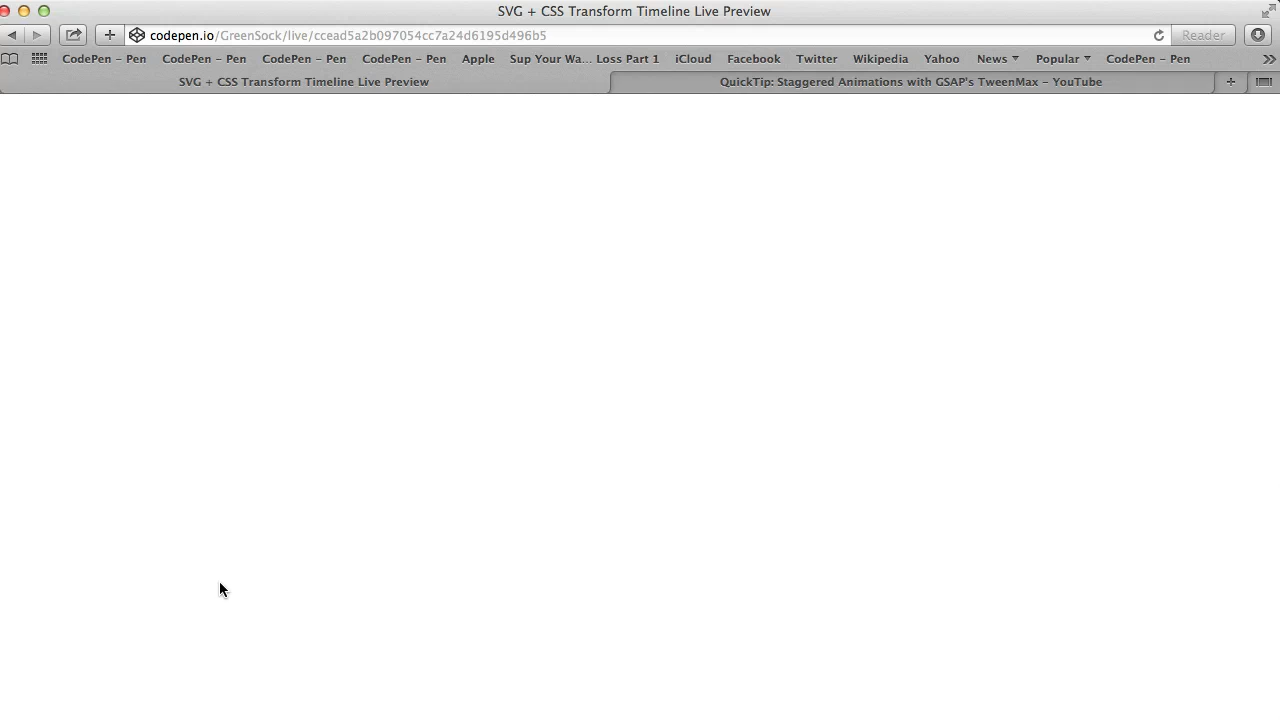 SVG + CSS Transform Timeline Live Preview
codepen.io/GreenSock/live/ccead5a2b097054cc7a24d6195d496b5
Reader
CodePen – Pen CodePen – Pen CodePen – Pen CodePen – Pen Apple Sup Your Wa... Loss Part 1 iCloud Facebook Twitter Wikipedia Yahoo News Popular CodePen – Pen
SVG + CSS Transform Timeline Live Preview QuickTip: Staggered Animations with GSAP's TweenMax – YouTube